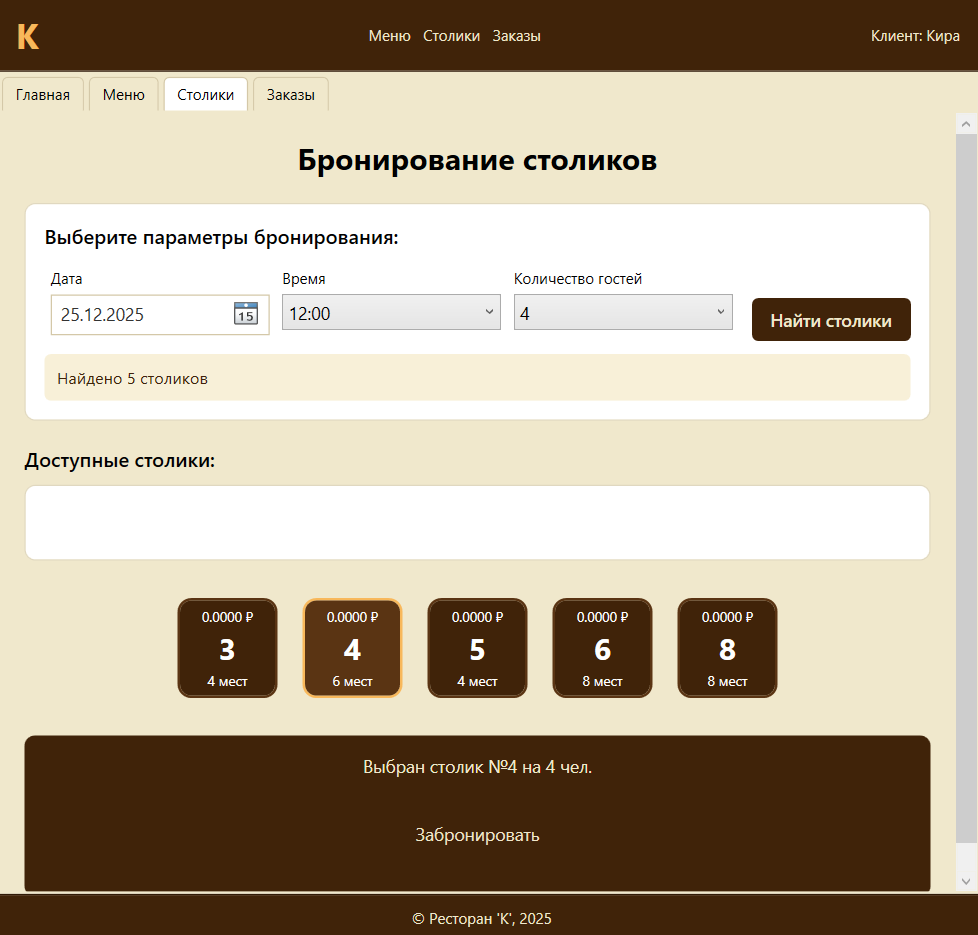 К
Меню Столики Заказы
Клиент: Кира
Главная Меню Столики Заказы
Бронирование столиков
Выберите параметры бронирования:
Дата Время Количество гостей
25.12.2025 15 12:00 4 Найти столики
Найдено 5 столиков
Доступные столики:
0.0000 ₽ 0.0000 ₽ 0.0000 ₽ 0.0000 ₽ 0.0000 ₽
3 4 5 6 8
4 мест 6 мест 4 мест 8 мест 8 мест
Выбран столик №4 на 4 чел.
Забронировать
© Ресторан 'К', 2025